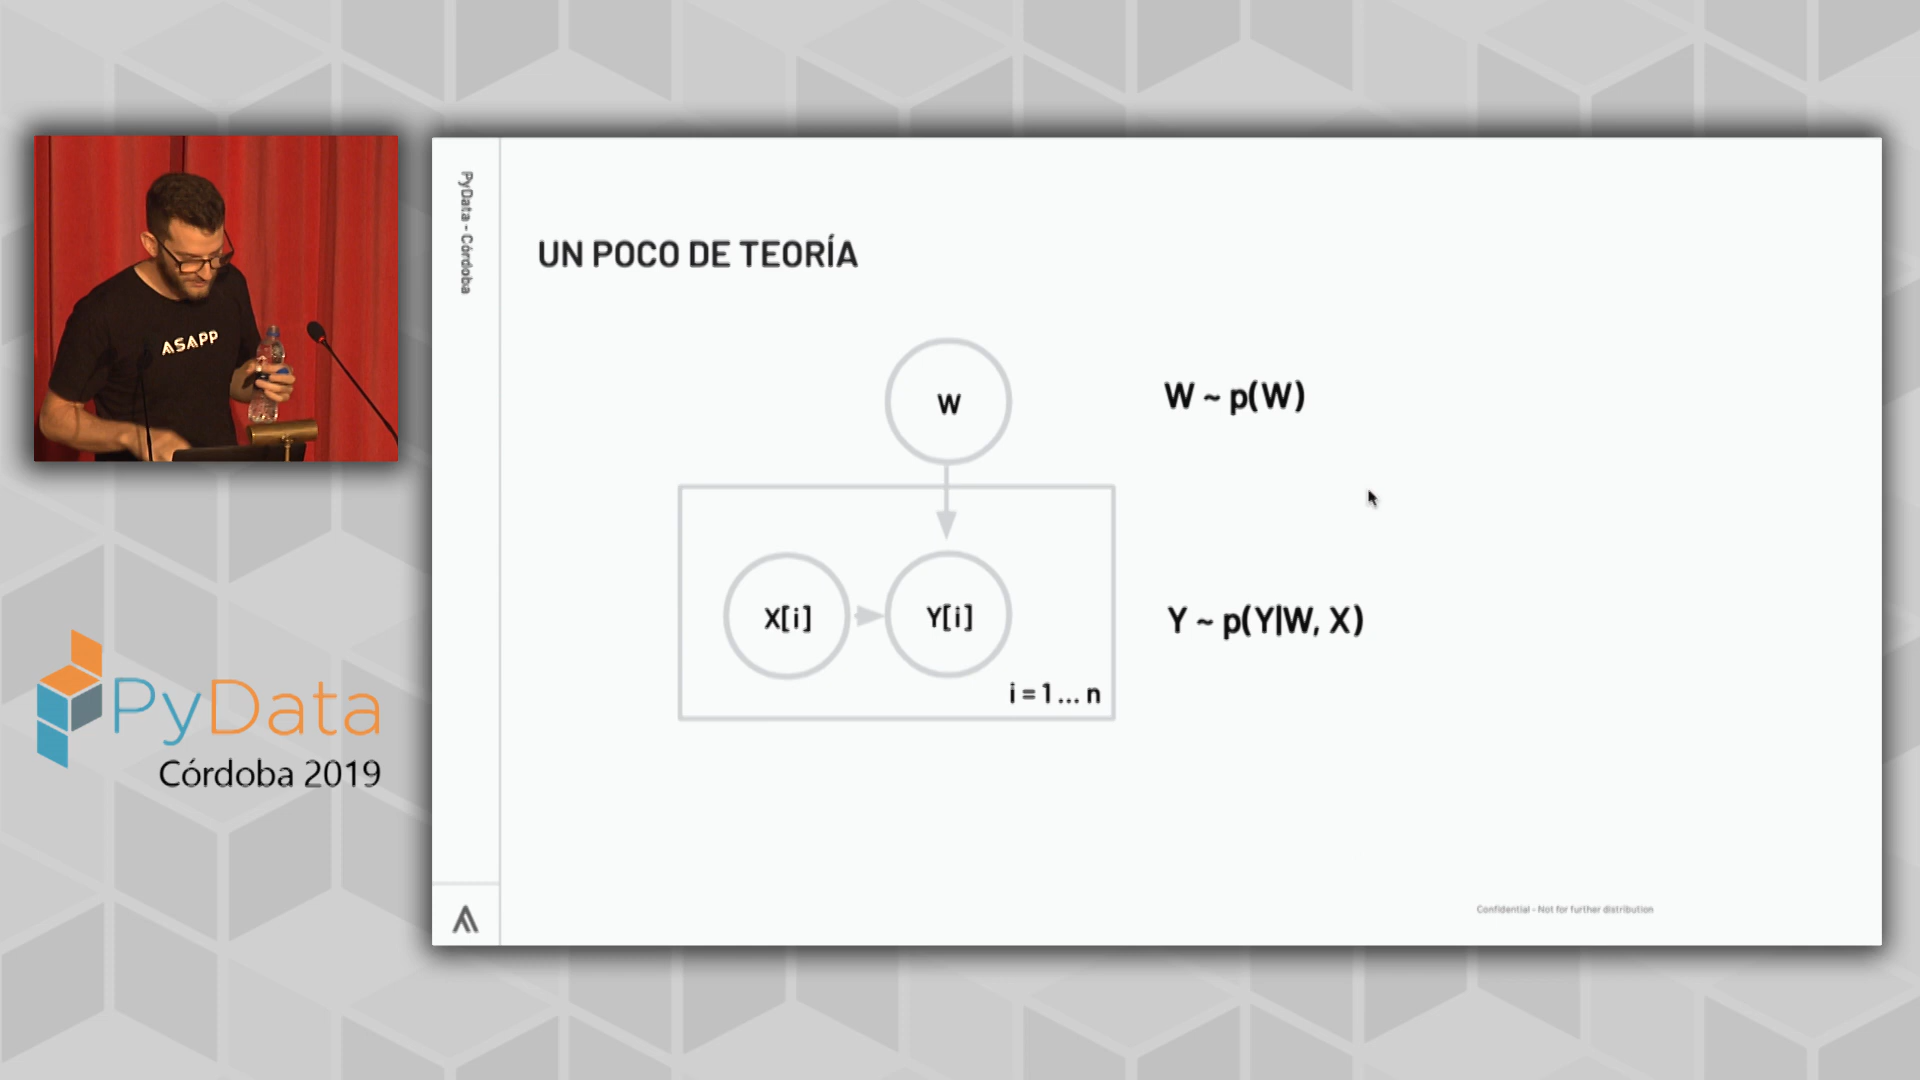 ASAPP
PyData
Córdoba 2019
PyData - Córdoba
UN POCO DE TEORÍA
W
W ~ p(W)
X[i]
Y[i]
Y ~ p(Y|W, X)
i = 1 ... n
Confidential - Not for further distribution